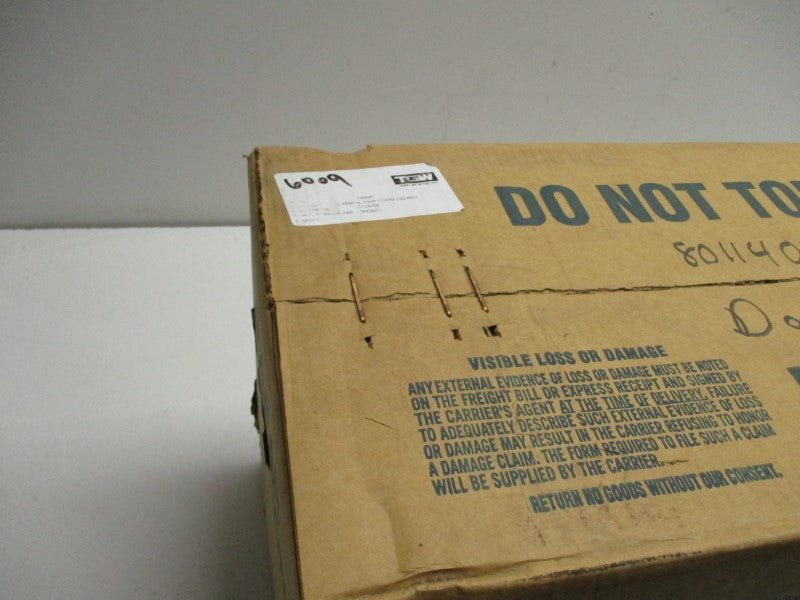 6009
TGW
DO NOT TO
801140
Do
VISIBLE LOSS OR DAMAGE
ANY EXTERNAL EVIDENCE OF LOSS OR DAMAGE MUST BE NOTED
ON THE FREIGHT BILL OR EXPRESS RECEIPT AND SIGNED BY
THE CARRIER'S AGENT AT THE TIME OF DELIVERY. FAILURE
TO ADEQUATELY DESCRIBE SUCH EXTERNAL EVIDENCE OF LOSS
OR DAMAGE MAY RESULT IN THE CARRIER REFUSING TO HONOR
A DAMAGE CLAIM. THE FORM REQUIRED TO FILE SUCH A CLAIM
WILL BE SUPPLIED BY THE CARRIER.
RETURN NO GOODS WITHOUT OUR CONSENT.